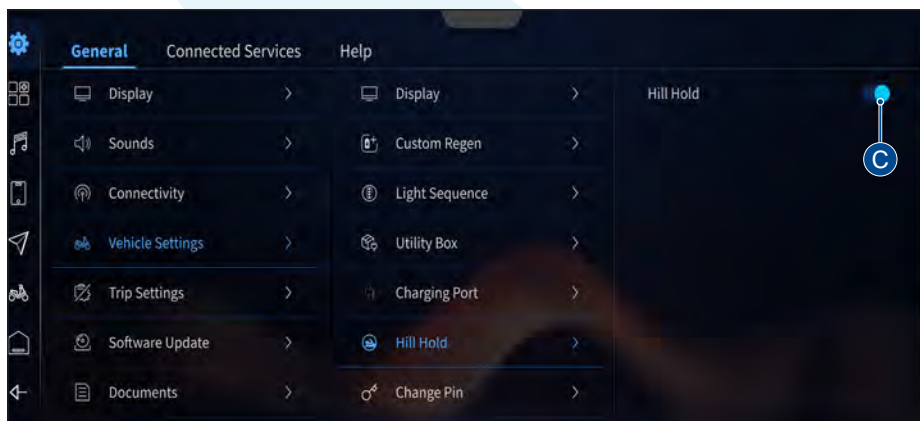 General Connected Services Help
Display
Sounds
Connectivity
Vehicle Settings
Trip Settings
Software Update
Documents
Display
Custom Regen
Light Sequence
Utility Box
Charging Port
Hill Hold
Change Pin
Hill Hold
C